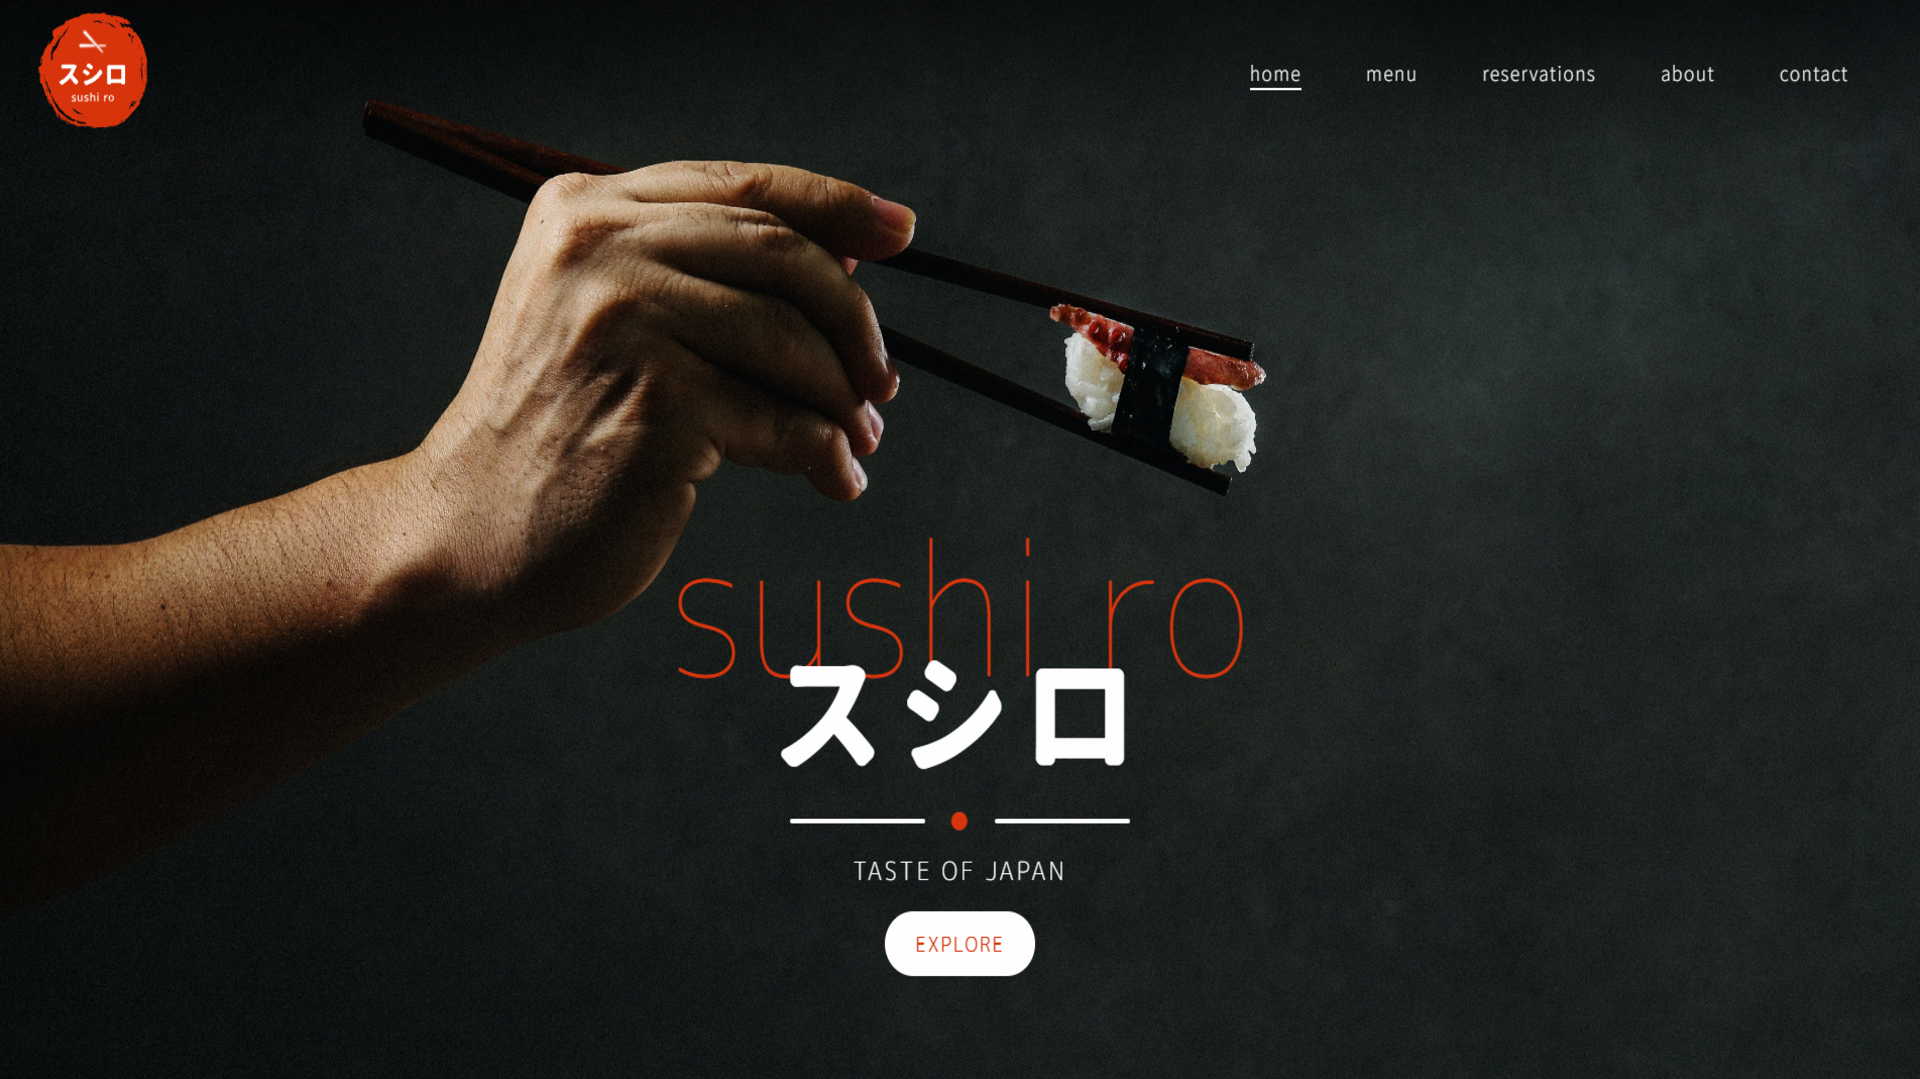 スシロ
sushi ro
home
menu
reservations
about
contact
sushi ro
スシロ
TASTE OF JAPAN
EXPLORE